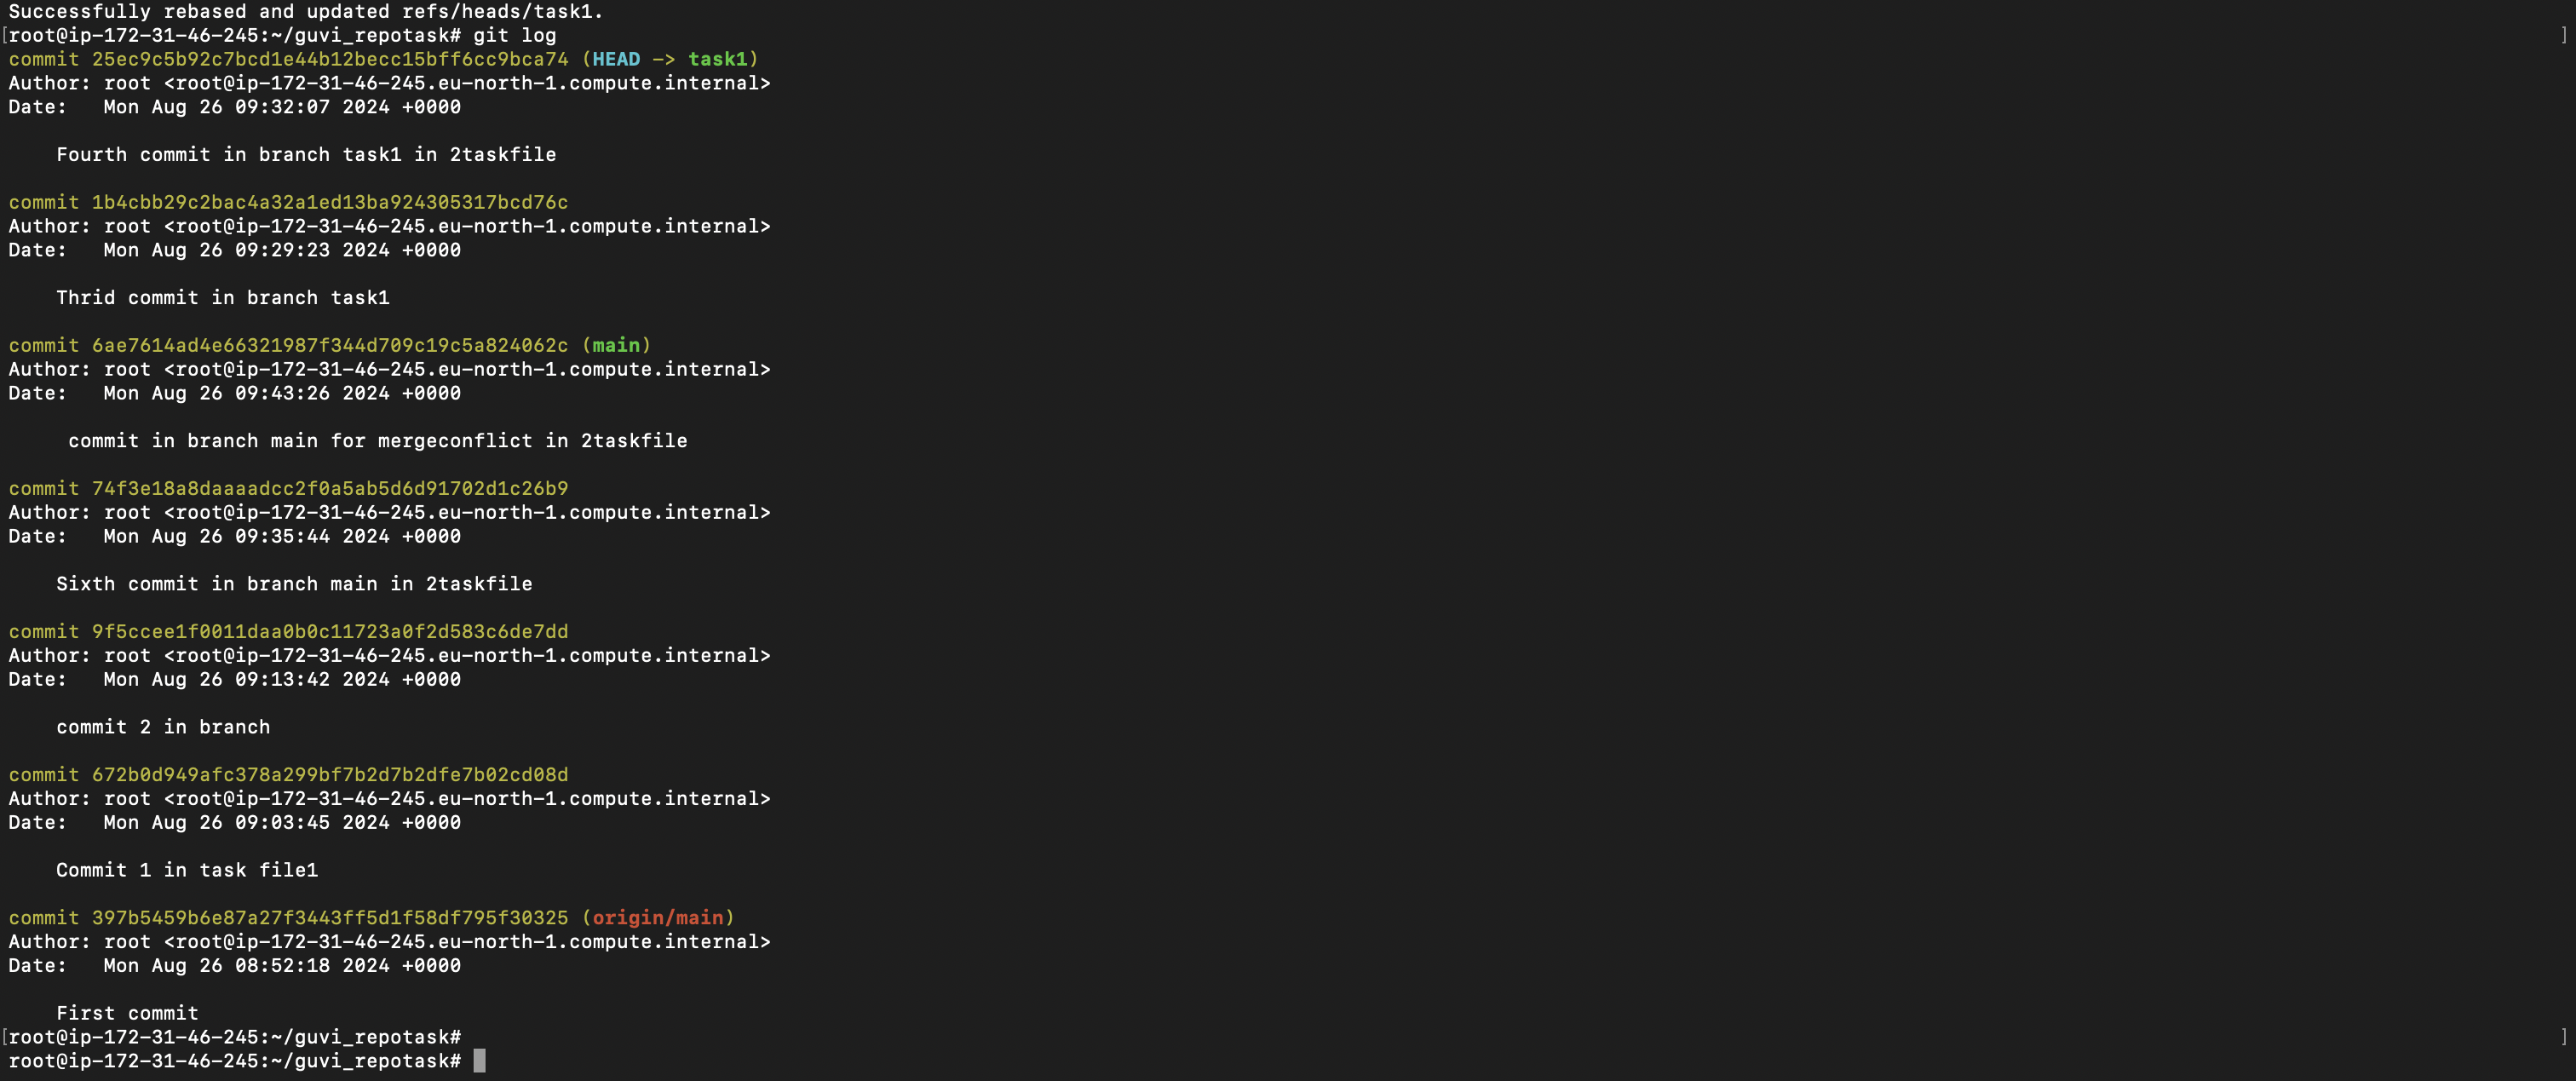 Successfully rebased and updated refs/heads/task1.
[root@ip-172-31-46-245:~/guvi_repotask# git log ]
commit 25ec9c5b92c7bcd1e44b12becc15bff6cc9bca74 (HEAD -> task1)
Author: root <root@ip-172-31-46-245.eu-north-1.compute.internal>
Date:   Mon Aug 26 09:32:07 2024 +0000
    Fourth commit in branch task1 in 2taskfile
commit 1b4cbb29c2bac4a32a1ed13ba924305317bcd76c
Author: root <root@ip-172-31-46-245.eu-north-1.compute.internal>
Date:   Mon Aug 26 09:29:23 2024 +0000
    Thrid commit in branch task1
commit 6ae7614ad4e66321987f344d709c19c5a824062c (main)
Author: root <root@ip-172-31-46-245.eu-north-1.compute.internal>
Date:   Mon Aug 26 09:43:26 2024 +0000
     commit in branch main for mergeconflict in 2taskfile
commit 74f3e18a8daaaadcc2f0a5ab5d6d91702d1c26b9
Author: root <root@ip-172-31-46-245.eu-north-1.compute.internal>
Date:   Mon Aug 26 09:35:44 2024 +0000
    Sixth commit in branch main in 2taskfile
commit 9f5ccee1f0011daa0b0c11723a0f2d583c6de7dd
Author: root <root@ip-172-31-46-245.eu-north-1.compute.internal>
Date:   Mon Aug 26 09:13:42 2024 +0000
    commit 2 in branch
commit 672b0d949afc378a299bf7b2d7b2dfe7b02cd08d
Author: root <root@ip-172-31-46-245.eu-north-1.compute.internal>
Date:   Mon Aug 26 09:03:45 2024 +0000
    Commit 1 in task file1
commit 397b5459b6e87a27f3443ff5d1f58df795f30325 (origin/main)
Author: root <root@ip-172-31-46-245.eu-north-1.compute.internal>
Date:   Mon Aug 26 08:52:18 2024 +0000
    First commit
[root@ip-172-31-46-245:~/guvi_repotask# ]
root@ip-172-31-46-245:~/guvi_repotask#